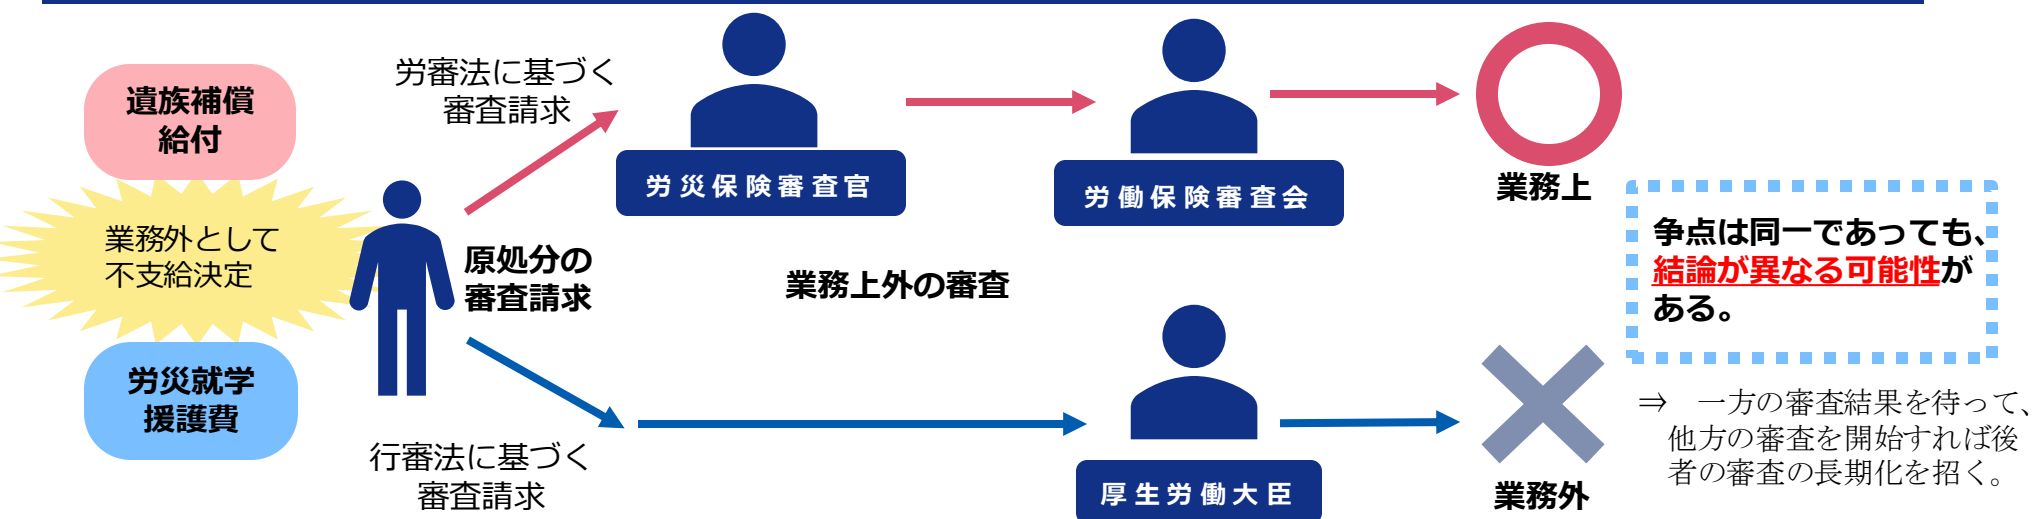 遺族補償
給付
業務外として
不支給決定
労災就学
援護費
労審法に基づく
審査請求
原処分の
審査請求
行審法に基づく
審査請求
労災保険審査官
労働保険審査会
業務上外の審査
厚生労働大臣
業務上
業務外
争点は同一であっても、
結論が異なる可能性が
ある。
⇒ 一方の審査結果を待って、
他方の審査を開始すれば後
者の審査の長期化を招く。